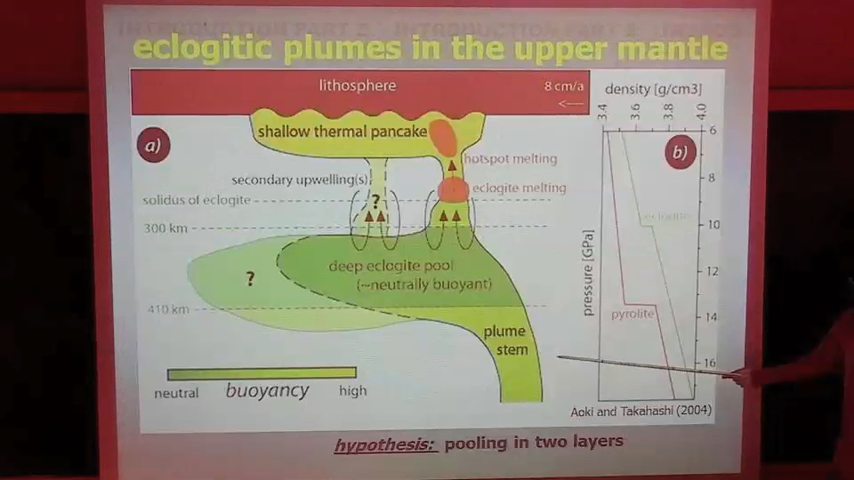 eclogitic plumes in the upper mantle
lithosphere
8 cm/a
<---
a)
shallow thermal pancake
hotspot melting
secondary upwelling(s)
?
eclogite melting
solidus of eclogite
300 km
deep eclogite pool
(~neutrally buoyant)
?
410 km
plume
stem
neutral buoyancy high
density [g/cm3]
3.4 3.6 3.8 4.0
b)
6
8
10
12
14
16
pressure [GPa]
pyrolite
Aoki and Takahashi (2004)
hypothesis: pooling in two layers